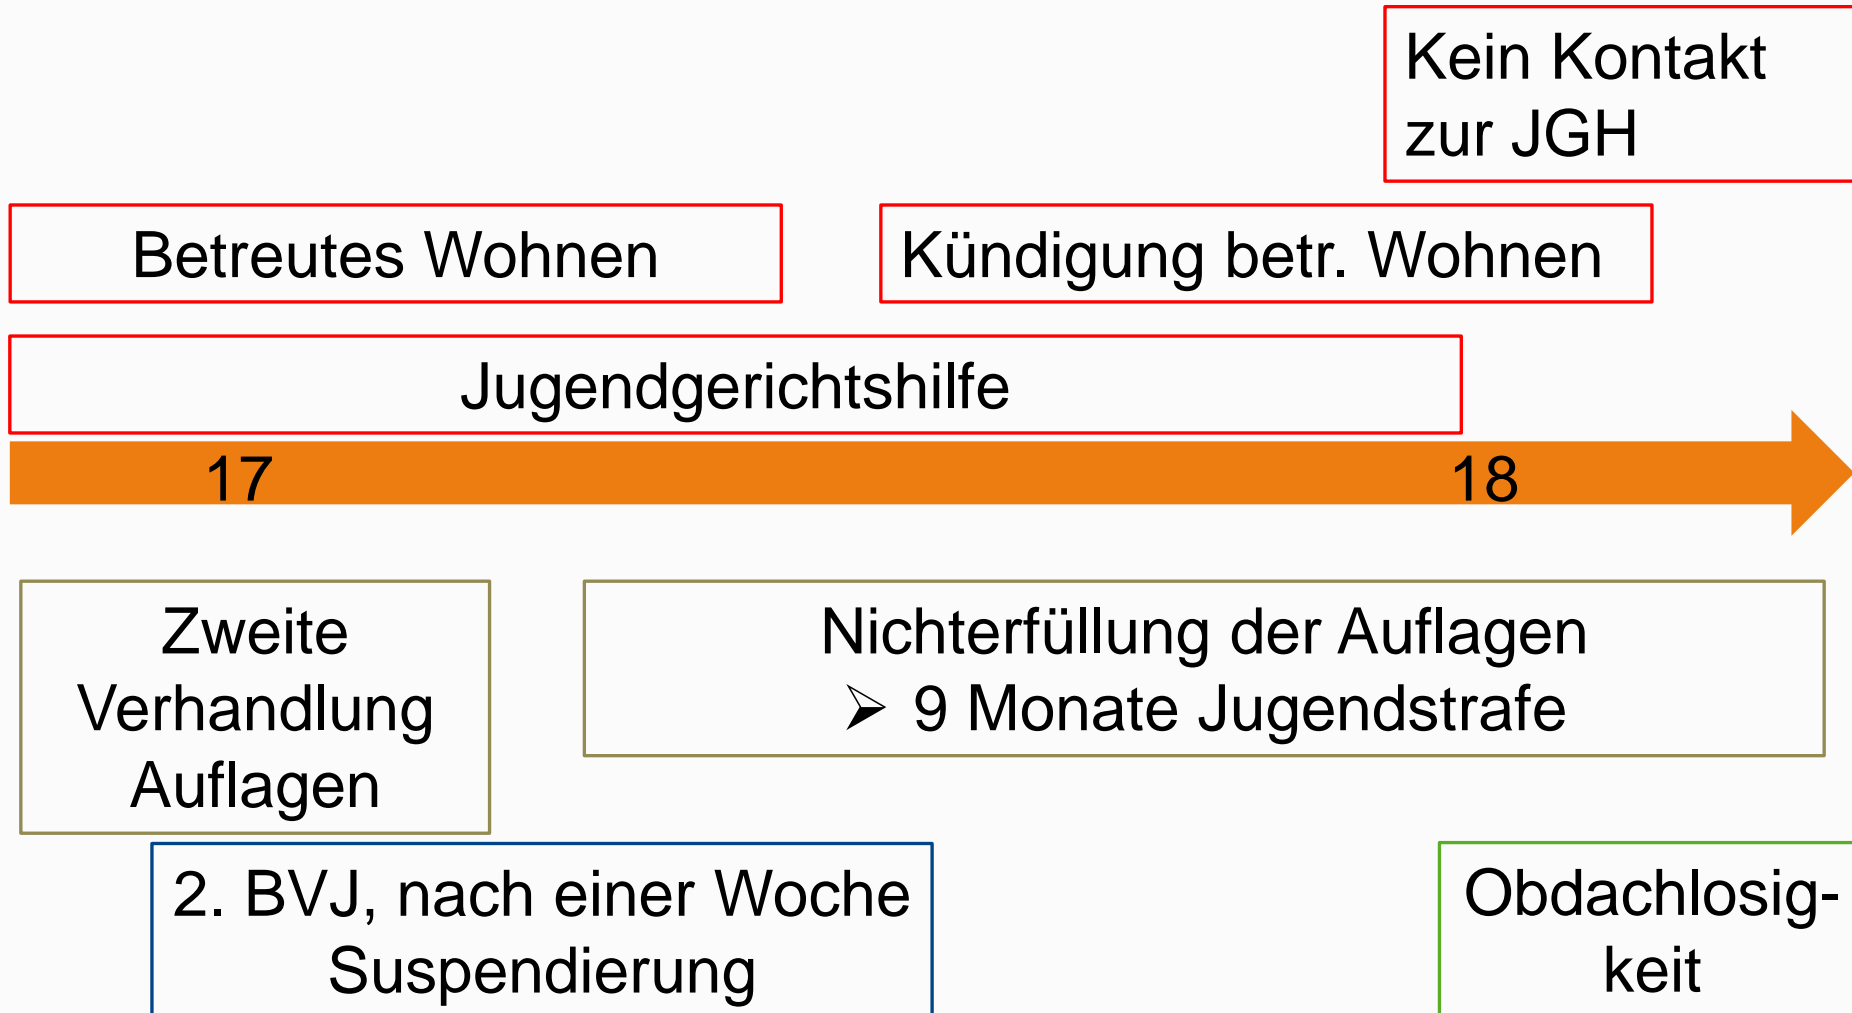 Kein Kontakt
zur JGH
Betreutes Wohnen
Kündigung betr. Wohnen
Jugendgerichtshilfe
17
18
Zweite
Verhandlung
Auflagen
Nichterfüllung der Auflagen
➢ 9 Monate Jugendstrafe
2. BVJ, nach einer Woche
Suspendierung
Obdachlosig-
keit